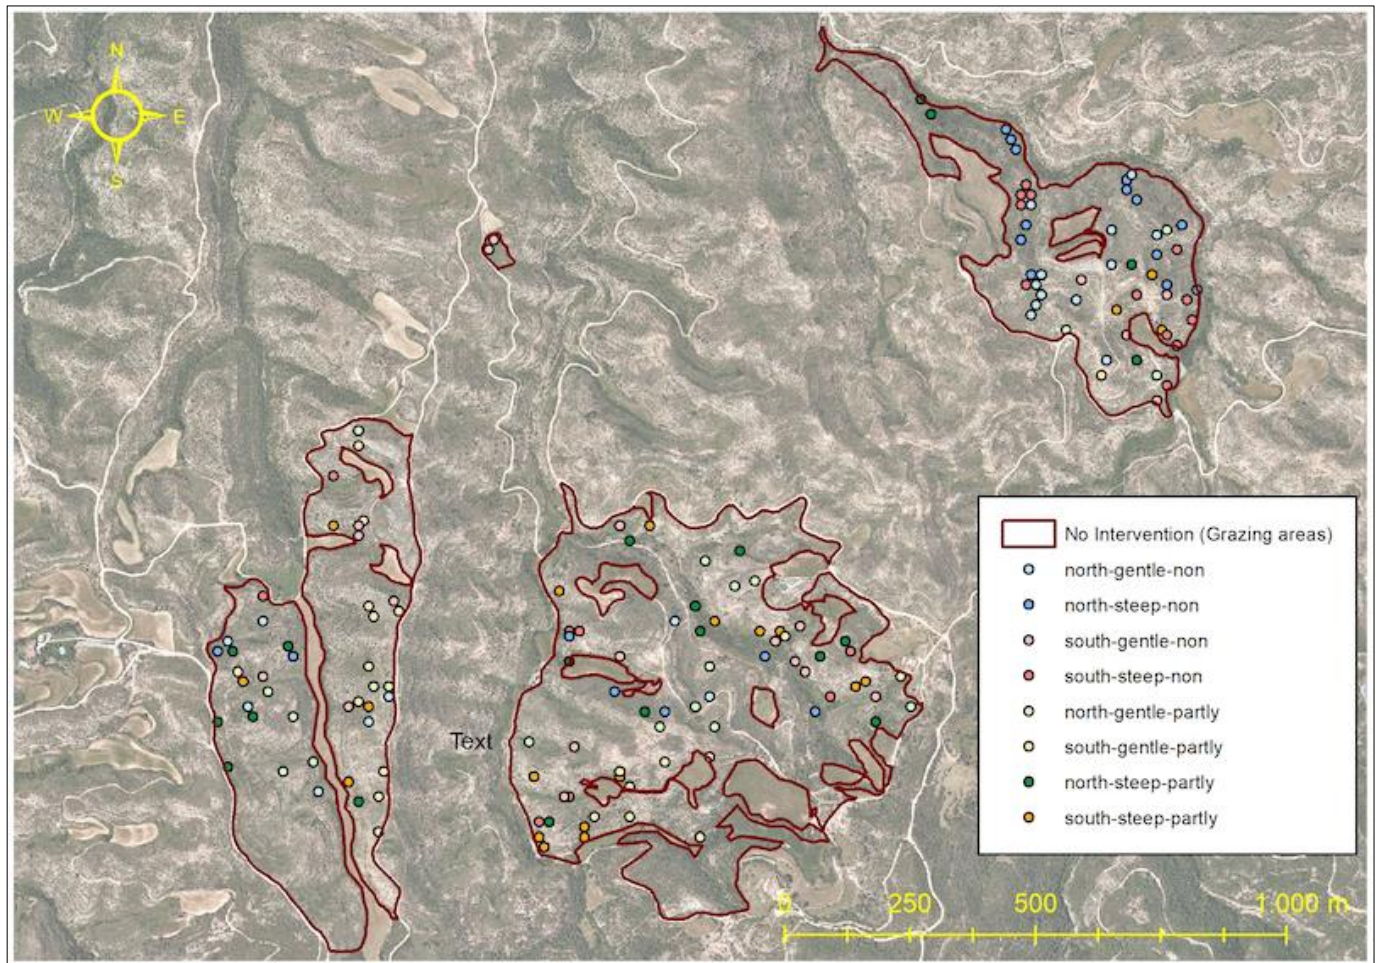 N
W E
S
No Intervention (Grazing areas)
north-gentle-non
north-steep-non
south-gentle-non
south-steep-non
north-gentle-partly
south-gentle-partly
north-steep-partly
south-steep-partly
Text
0 250 500 1.000 m